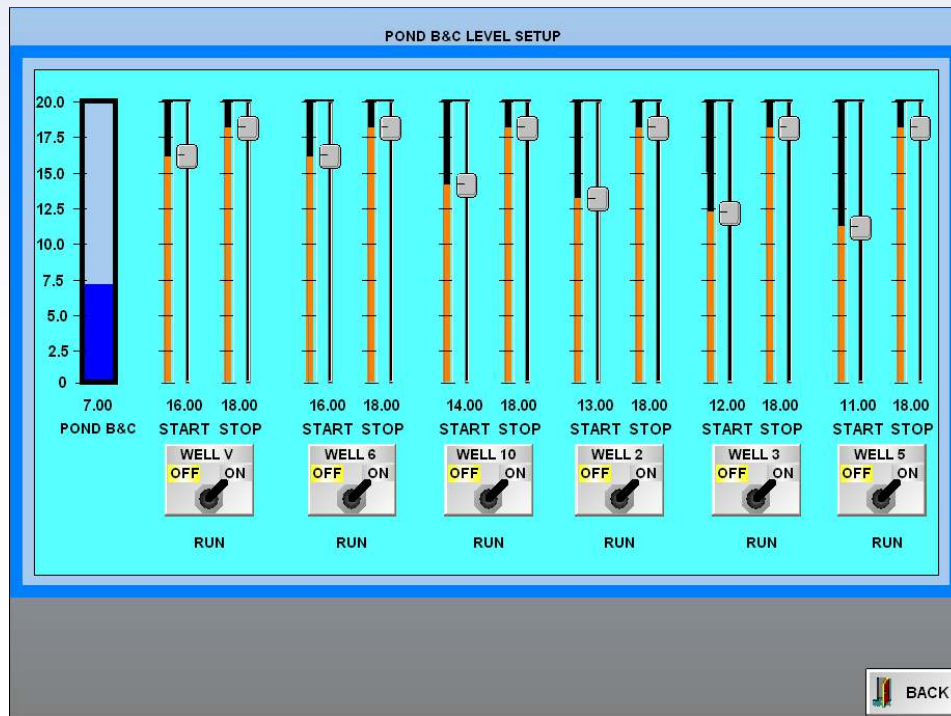 POND B&C LEVEL SETUP
20.0
17.5
15.0
12.5
10.0
7.5
5.0
2.5
0
7.00 16.00 18.00 16.00 18.00 14.00 18.00 13.00 18.00 12.00 18.00 11.00 18.00
POND B&C START STOP START STOP START STOP START STOP START STOP START STOP
WELL V WELL 6 WELL 10 WELL 2 WELL 3 WELL 5
OFF ON OFF ON OFF ON OFF ON OFF ON OFF ON
RUN RUN RUN RUN RUN RUN
BACK